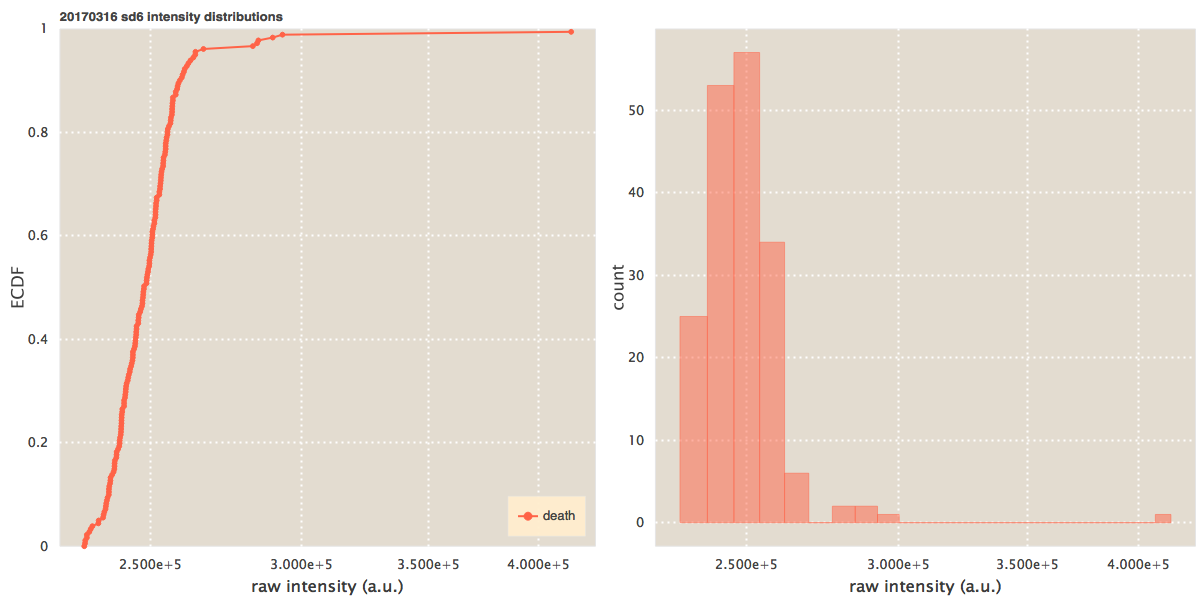 20170316 sd6 intensity distributions
1
0.8
0.6
0.4
0.2
0
ECDF
2.500e+5 3.000e+5 3.500e+5 4.000e+5
raw intensity (a.u.)
death
50
40
30
20
10
0
count
2.500e+5 3.000e+5 3.500e+5 4.000e+5
raw intensity (a.u.)